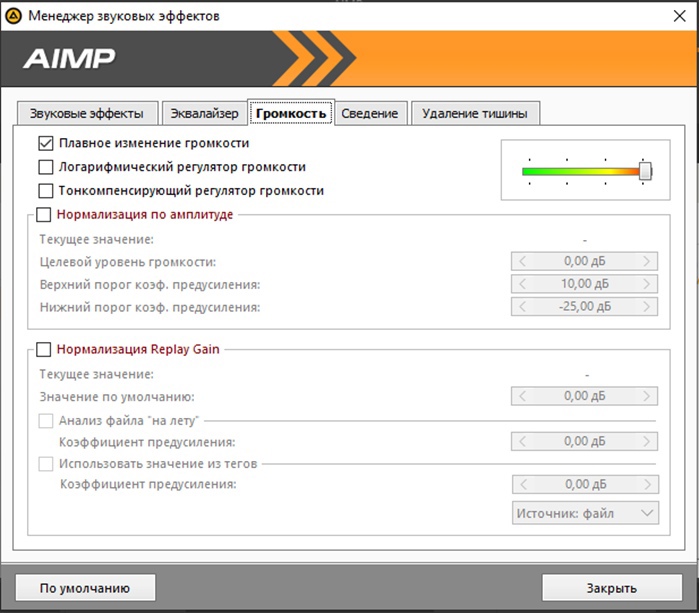 Менеджер звуковых эффектов
AIMP
Звуковые эффекты Эквалайзер Громкость Сведение Удаление тишины
Плавное изменение громкости
Логарифмический регулятор громкости
Тонкомпенсирующий регулятор громкости
Нормализация по амплитуде
Текущее значение: -
Целевой уровень громкости: 0,00 дБ
Верхний порог коэф. предусиления: 10,00 дБ
Нижний порог коэф. предусиления: -25,00 дБ
Нормализация Replay Gain
Текущее значение: -
Значение по умолчанию: 0,00 дБ
Анализ файла "на лету"
Коэффициент предусиления: 0,00 дБ
Использовать значение из тегов
Коэффициент предусиления: 0,00 дБ
Источник: файл
По умолчанию Закрыть